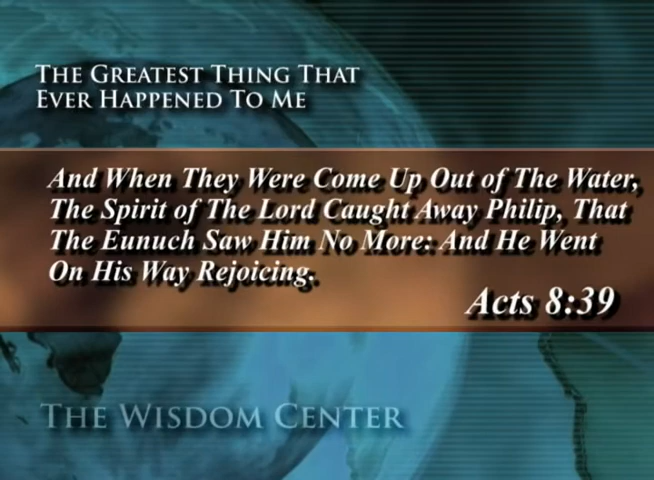 The Greatest Thing That
Ever Happened To Me
And When They Were Come Up Out of The Water,
The Spirit of The Lord Caught Away Philip, That
The Eunuch Saw Him No More: And He Went
On His Way Rejoicing.
Acts 8:39
The Wisdom Center